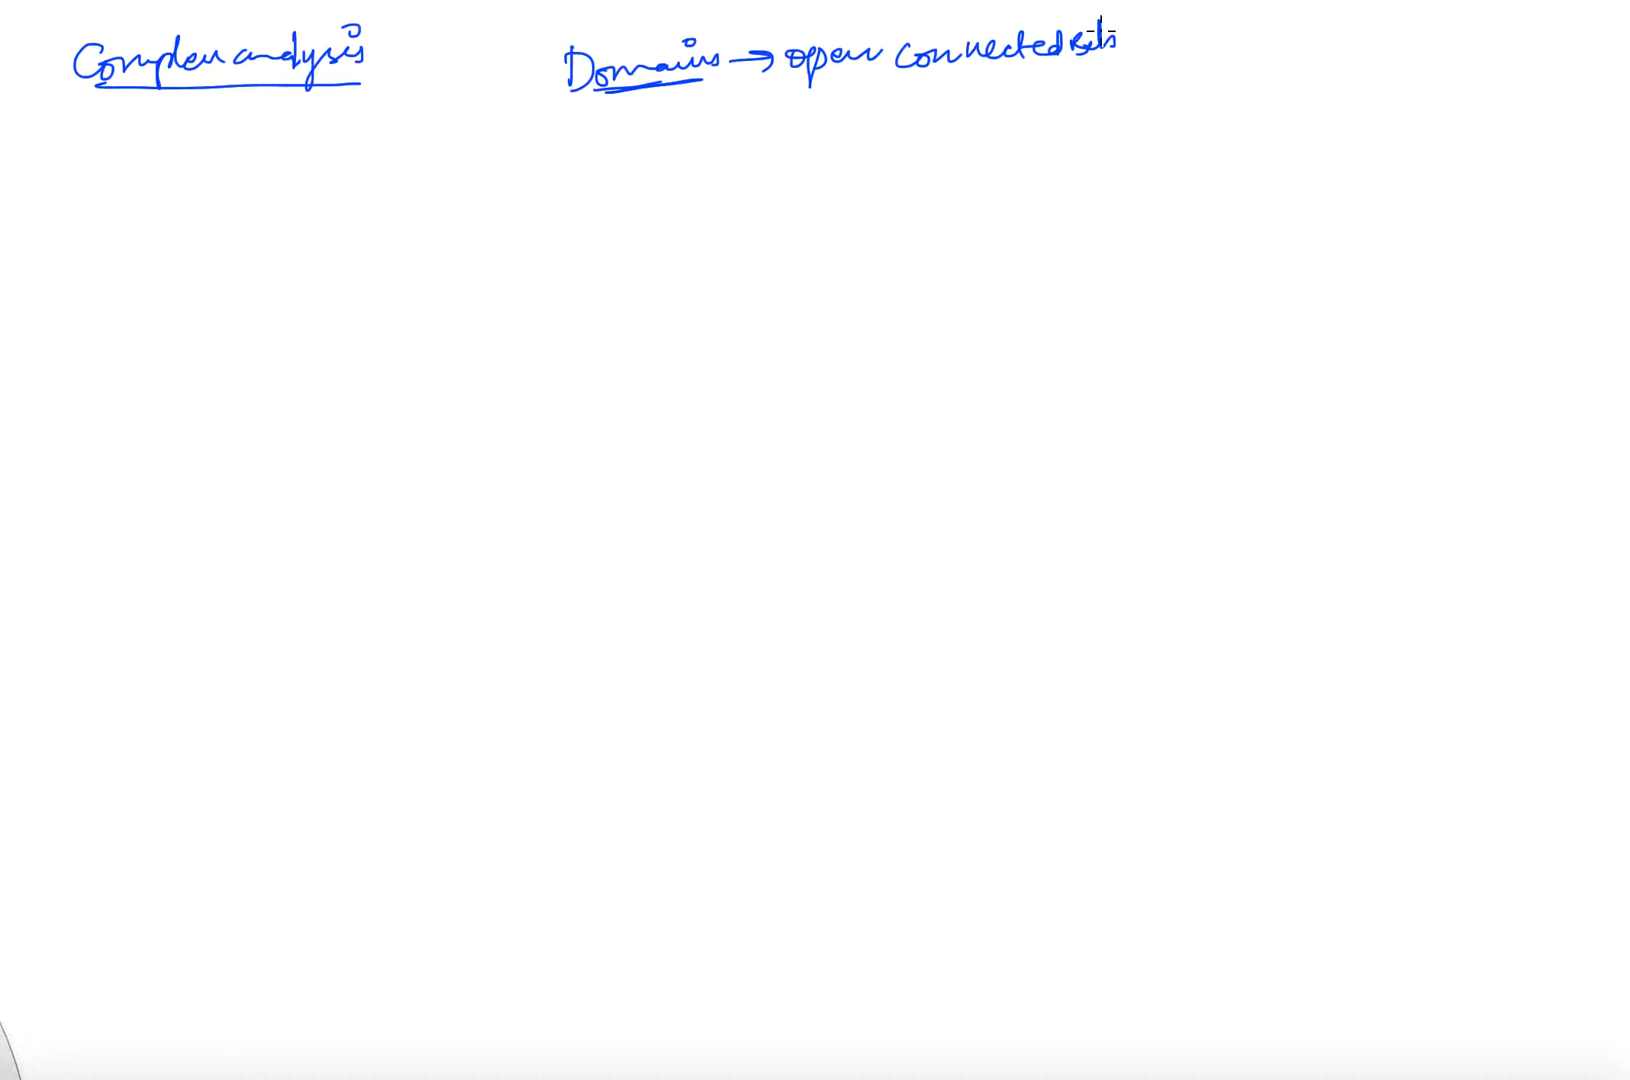 Complex analysis
Domains → open connected sets